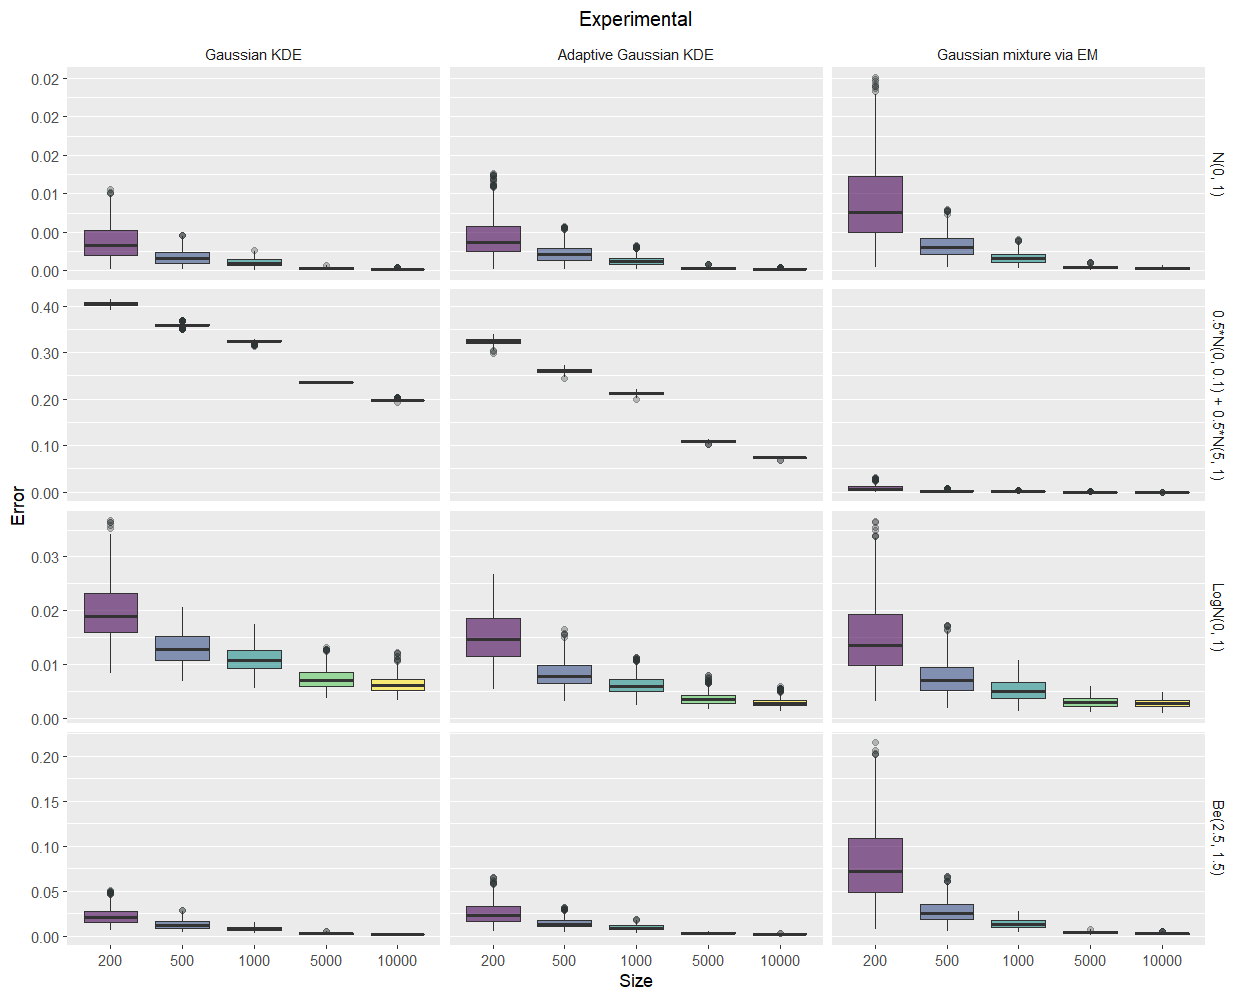 Experimental
Gaussian KDE
Adaptive Gaussian KDE
Gaussian mixture via EM
0.02
0.02
0.02
0.01
0.00
0.00
N(0, 1)
0.40
0.30
0.20
0.10
0.00
0.5*N(0, 0.1) + 0.5*N(5, 1)
Error
0.03
0.02
0.01
0.00
LogN(0, 1)
0.20
0.15
0.10
0.05
0.00
Be(2.5, 1.5)
200 500 1000 5000 10000
200 500 1000 5000 10000
200 500 1000 5000 10000
Size